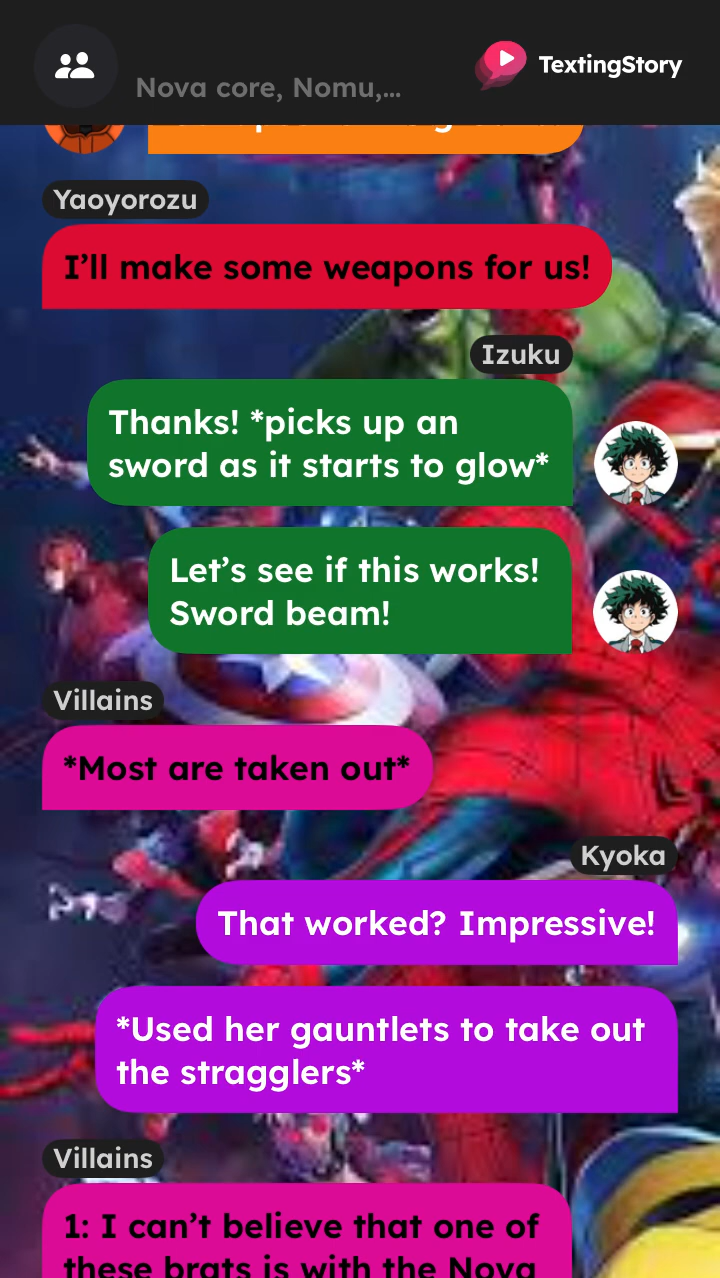 Nova core, Nomu,...
TextingStory
Yaoyorozu
I'll make some weapons for us!
Izuku
Thanks! *picks up an
sword as it starts to glow*
Let's see if this works!
Sword beam!
Villains
*Most are taken out*
Kyoka
That worked? Impressive!
*Used her gauntlets to take out
the stragglers*
Villains
1: I can't believe that one of
these brats is with the Nova